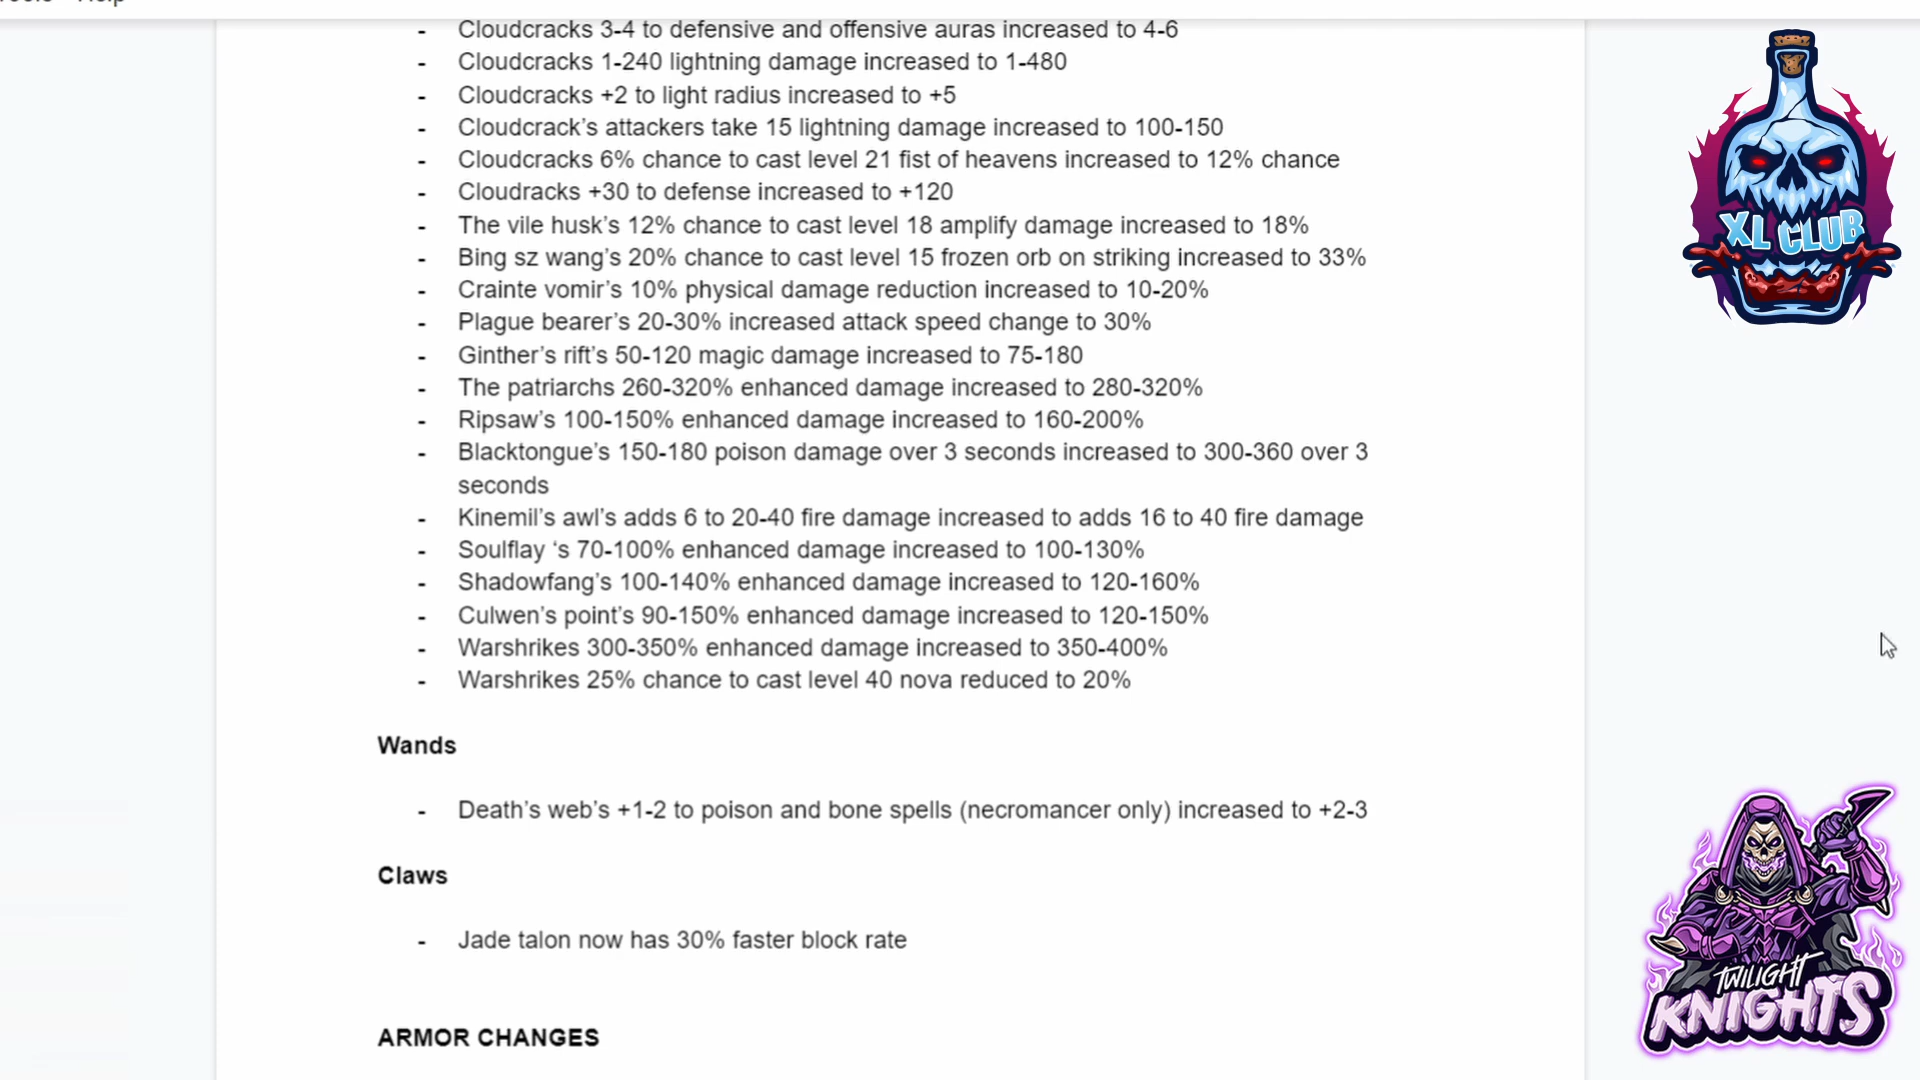 Help
- Cloudcracks 3-4 to defensive and offensive auras increased to 4-6
- Cloudcracks 1-240 lightning damage increased to 1-480
- Cloudcracks +2 to light radius increased to +5
- Cloudcrack’s attackers take 15 lightning damage increased to 100-150
- Cloudcracks 6% chance to cast level 21 fist of heavens increased to 12% chance
- Cloudracks +30 to defense increased to +120
- The vile husk’s 12% chance to cast level 18 amplify damage increased to 18%
- Bing sz wang’s 20% chance to cast level 15 frozen orb on striking increased to 33%
- Crainte vomir’s 10% physical damage reduction increased to 10-20%
- Plague bearer’s 20-30% increased attack speed change to 30%
- Ginther’s rift’s 50-120 magic damage increased to 75-180
- The patriarchs 260-320% enhanced damage increased to 280-320%
- Ripsaw’s 100-150% enhanced damage increased to 160-200%
- Blacktongue’s 150-180 poison damage over 3 seconds increased to 300-360 over 3
seconds
- Kinemil’s awl’s adds 6 to 20-40 fire damage increased to adds 16 to 40 fire damage
- Soulflay ‘s 70-100% enhanced damage increased to 100-130%
- Shadowfang’s 100-140% enhanced damage increased to 120-160%
- Culwen’s point’s 90-150% enhanced damage increased to 120-150%
- Warshrikes 300-350% enhanced damage increased to 350-400%
- Warshrikes 25% chance to cast level 40 nova reduced to 20%
Wands
- Death’s web’s +1-2 to poison and bone spells (necromancer only) increased to +2-3
Claws
- Jade talon now has 30% faster block rate
ARMOR CHANGES
XL CLUB
TWILIGHT
KNIGHTS